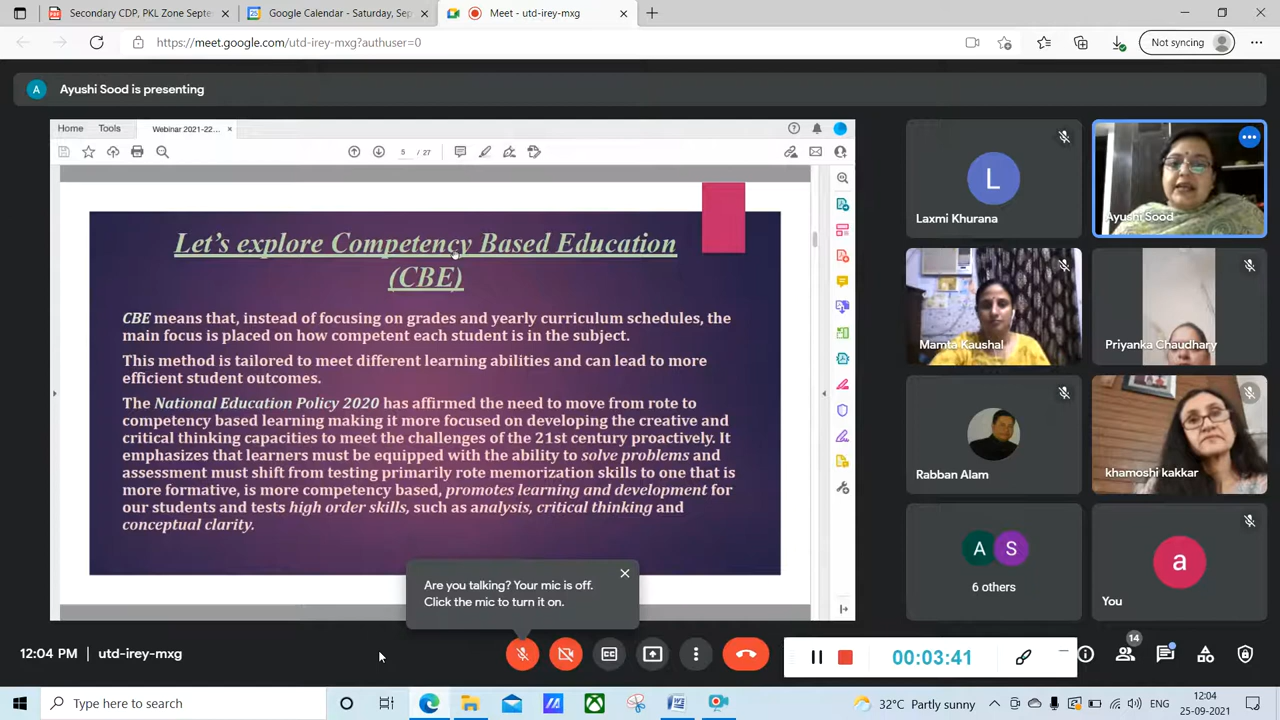 Secondary CDP, PKL Zone Septe
Google Calendar - Saturday, Sep
Meet - utd-irey-mxg
https://meet.google.com/utd-irey-mxg?authuser=0
Not syncing
A
Ayushi Sood is presenting
Home
Tools
Webinar 2021-22...
5 / 27
Let's explore Competency Based Education
(CBE)
CBE means that, instead of focusing on grades and yearly curriculum schedules, the
main focus is placed on how competent each student is in the subject.
This method is tailored to meet different learning abilities and can lead to more
efficient student outcomes.
The National Education Policy 2020 has affirmed the need to move from rote to
competency based learning making it more focused on developing the creative and
critical thinking capacities to meet the challenges of the 21st century proactively. It
emphasizes that learners must be equipped with the ability to solve problems and
assessment must shift from testing primarily rote memorization skills to one that is
more formative, is more competency based, promotes learning and development for
our students and tests high order skills, such as analysis, critical thinking and
conceptual clarity.
L
Laxmi Khurana
Ayushi Sood
Mamta Kaushal
Priyanka Chaudhary
Rabban Alam
khamoshi kakkar
A S
6 others
a
You
Are you talking? Your mic is off.
Click the mic to turn it on.
12:04 PM | utd-irey-mxg
CC
00:03:41
14
Type here to search
32°C Partly sunny
ENG
12:04
25-09-2021